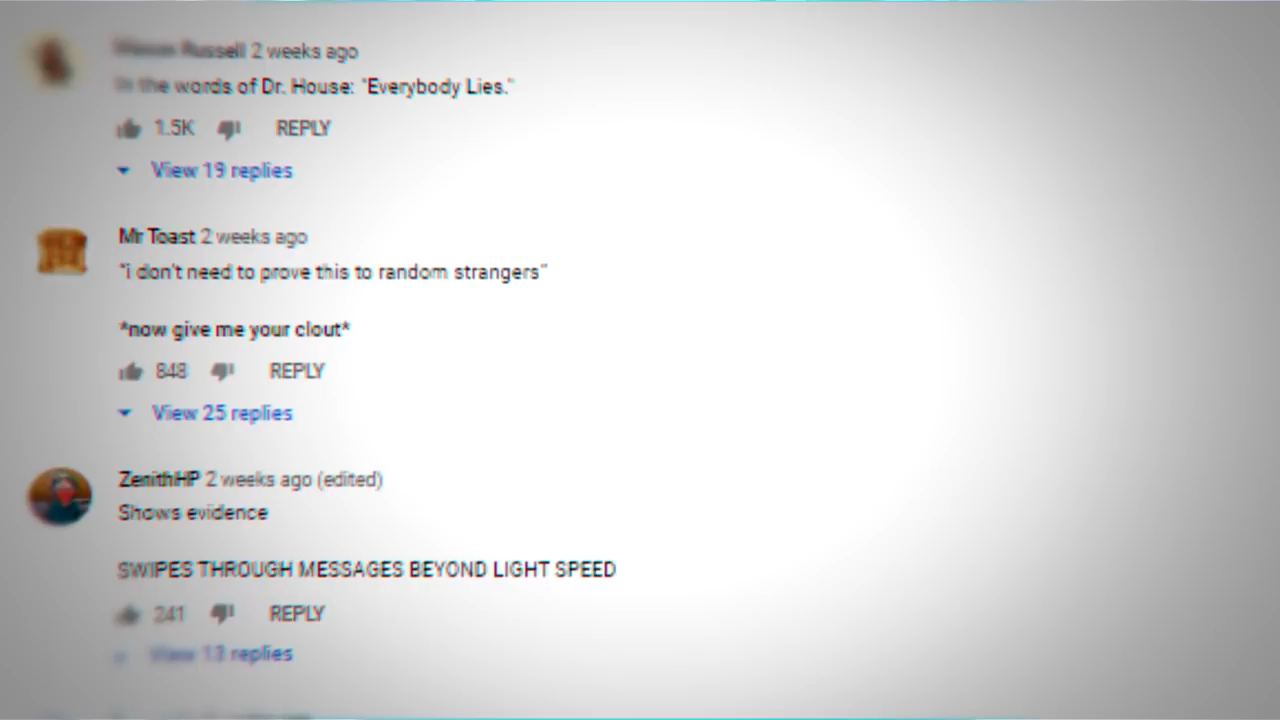 Russell 2 weeks ago
In the words of Dr. House: "Everybody Lies."
1.5K REPLY
View 19 replies
Mr Toast 2 weeks ago
"i don't need to prove this to random strangers"
*now give me your clout*
848 REPLY
View 25 replies
ZenithHP 2 weeks ago (edited)
Shows evidence
SWIPES THROUGH MESSAGES BEYOND LIGHT SPEED
241 REPLY
View 13 replies